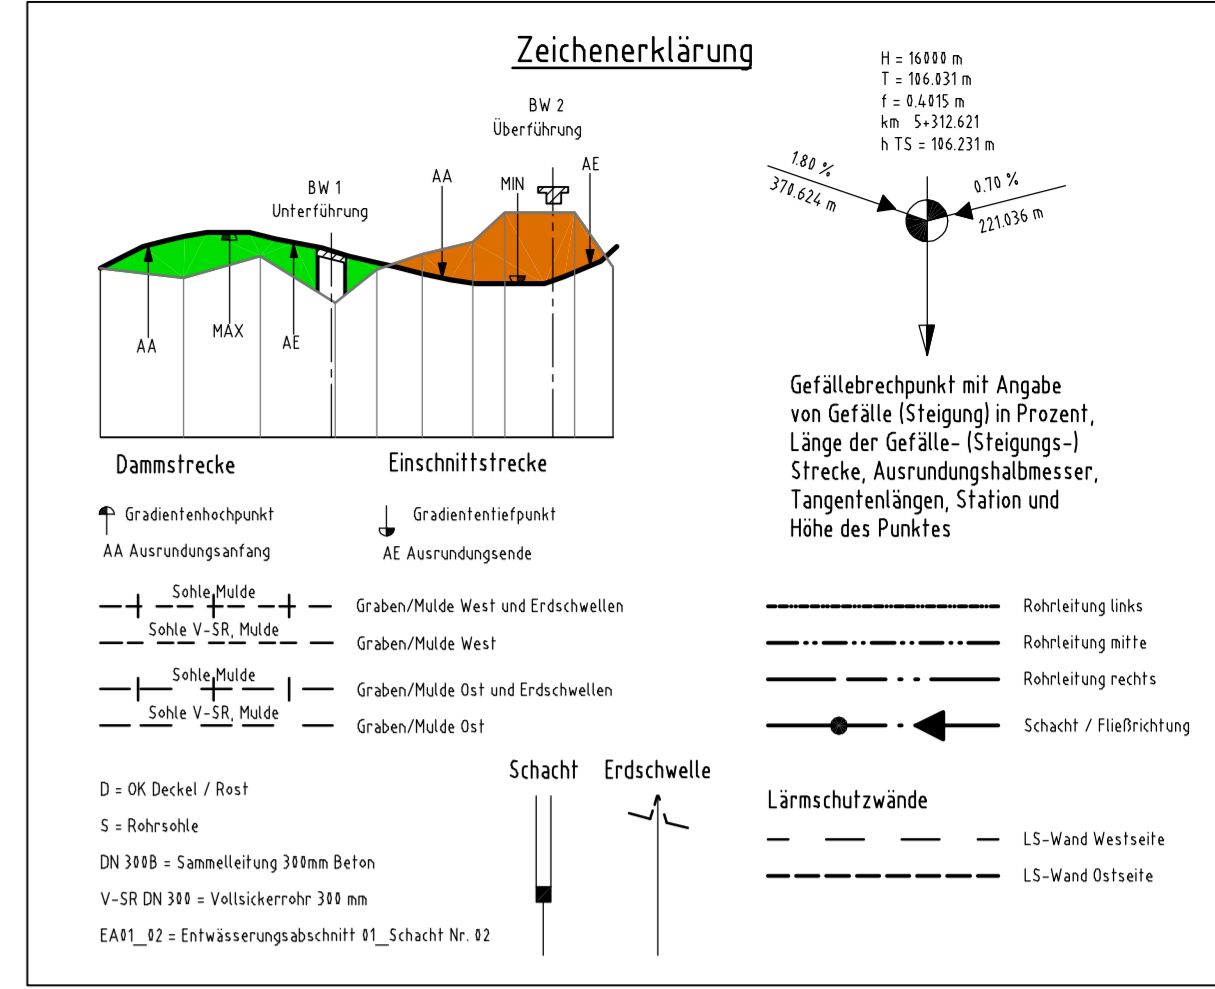 Zeichenerklärung
BW 2
Überführung
BW 1
Unterführung
AA
MIN
AE
AA
MAX
AE
Dammstrecke
Einschnittstrecke
H = 16000 m
T = 106.031 m
f = 0.4015 m
km 5+312.621
h TS = 106.231 m
1.80 %
370.624 m
0.70 %
221.036 m
Gefällebrechpunkt mit Angabe
von Gefälle (Steigung) in Prozent,
Länge der Gefälle- (Steigungs-)
Strecke, Ausrundungshalbmesser,
Tangentenlängen, Station und
Höhe des Punktes
Gradientenhochpunkt
Gradiententiefpunkt
AA Ausrundungsanfang
AE Ausrundungsende
Sohle Mulde
Graben/Mulde West und Erdschwellen
Sohle V-SR, Mulde
Graben/Mulde West
Sohle Mulde
Graben/Mulde Ost und Erdschwellen
Sohle V-SR, Mulde
Graben/Mulde Ost
Rohrleitung links
Rohrleitung mitte
Rohrleitung rechts
Schacht / Fließrichtung
D = OK Deckel / Rost
S = Rohrsohle
DN 300B = Sammelleitung 300mm Beton
V-SR DN 300 = Vollsickerrohr 300 mm
EA01_02 = Entwässerungsabschnitt 01_Schacht Nr. 02
Schacht
Erdschwelle
Lärmschutzwände
LS-Wand Westseite
LS-Wand Ostseite